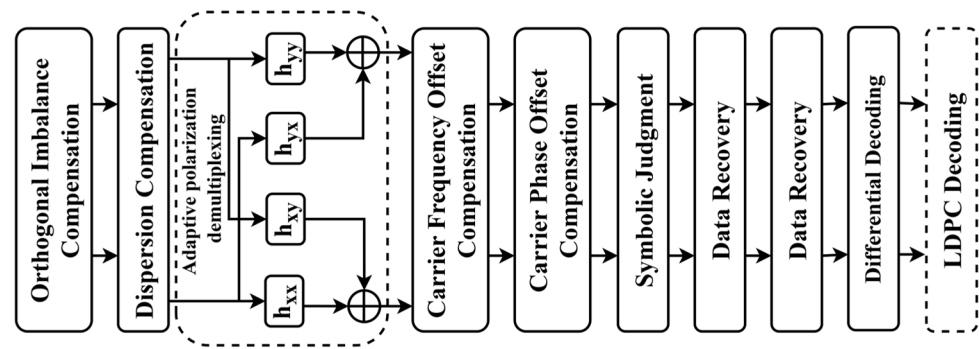 Orthogonal Imbalance
Compensation
Dispersion Compensation
Adaptive polarization
demultiplexing
hxx
hxy
hyx
hyy
Carrier Frequency Offset
Compensation
Carrier Phase Offset
Compensation
Symbolic Judgment
Data Recovery
Data Recovery
Differential Decoding
LDPC Decoding